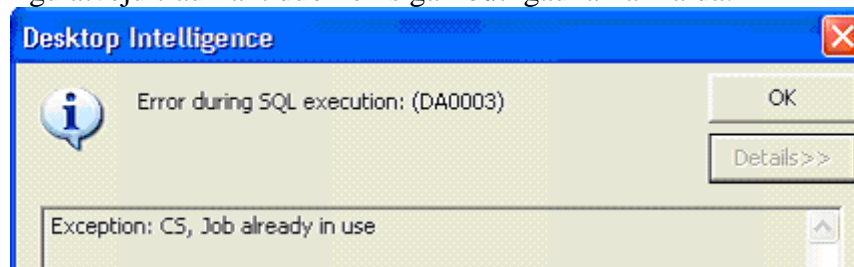 Desktop Intelligence
Error during SQL execution: (DA0003)
OK
Details>>
Exception: CS, Job already in use